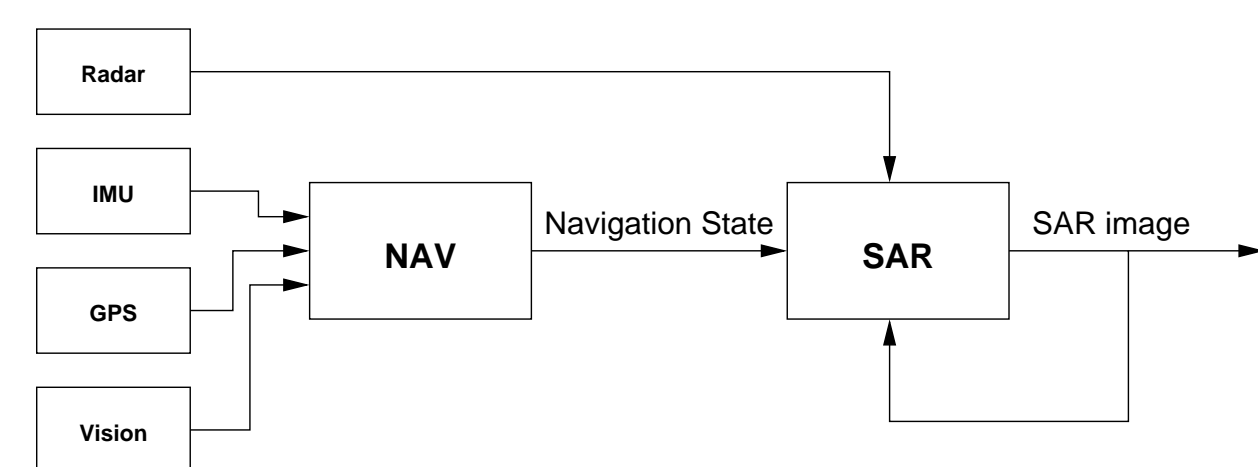 Radar
IMU
GPS
Vision
NAV
Navigation State
SAR
SAR image